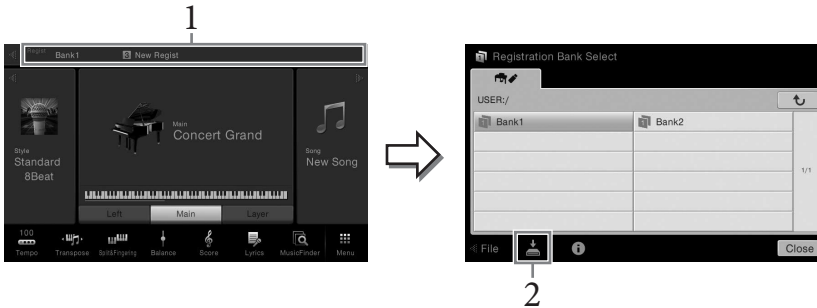 1
Regist Bank1 New Regist
Style
Standard
8Beat
Main
Concert Grand
Song
New Song
Left Main Layer
100
Tempo Transpose Split&Fingering Balance Score Lyrics MusicFinder Menu
Registration Bank Select
USER:/
Bank1 Bank2
1/1
File Close
2